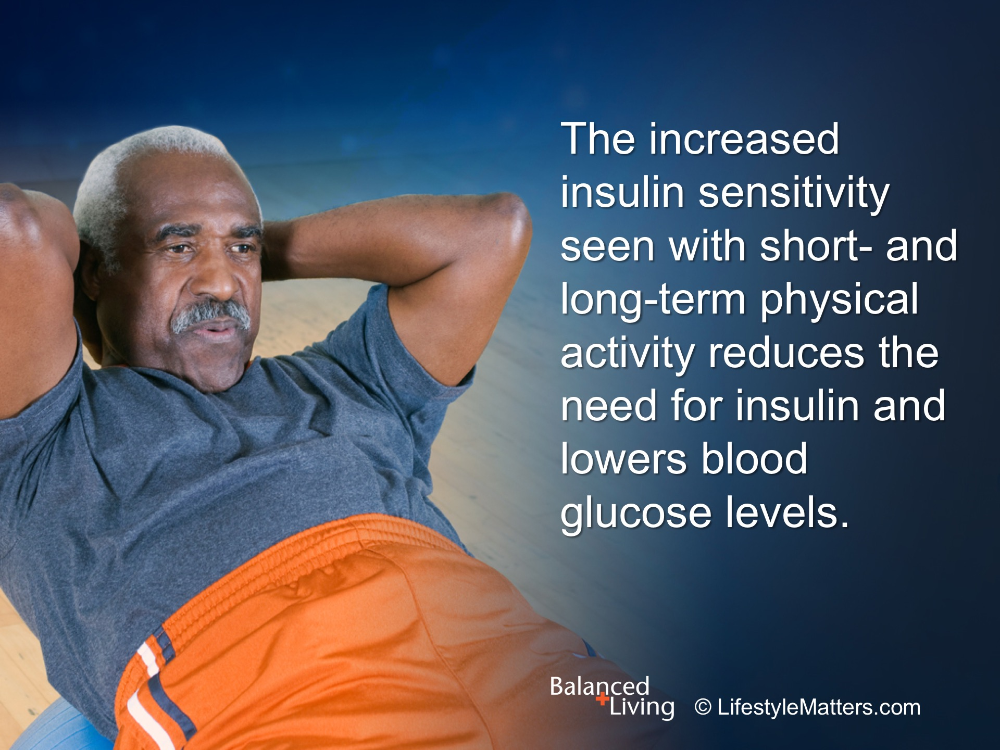 The increased
insulin sensitivity
seen with short- and
long-term physical
activity reduces the
need for insulin and
lowers blood
glucose levels.
Balanced
Living
© LifestyleMatters.com